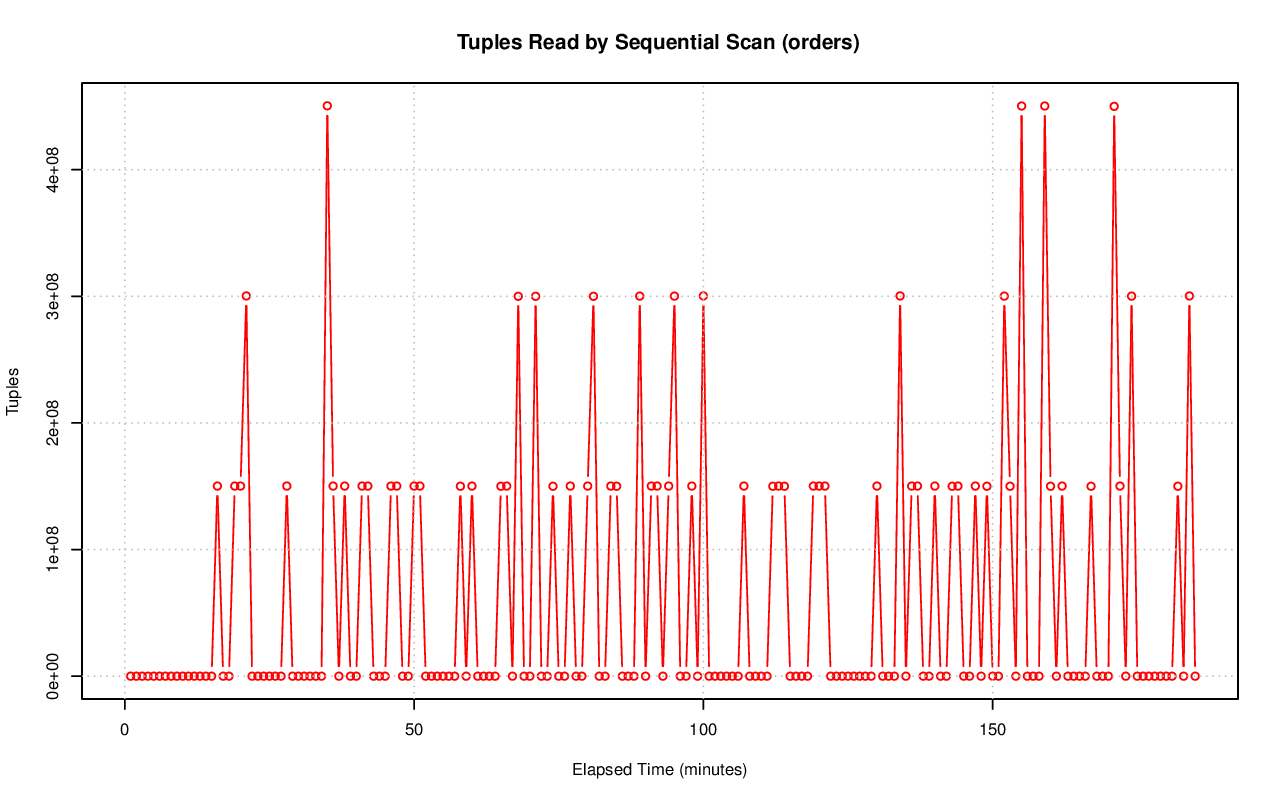 Tuples Read by Sequential Scan (orders)
4e+08
3e+08
2e+08
1e+08
0e+00
Tuples
0 50 100 150
Elapsed Time (minutes)